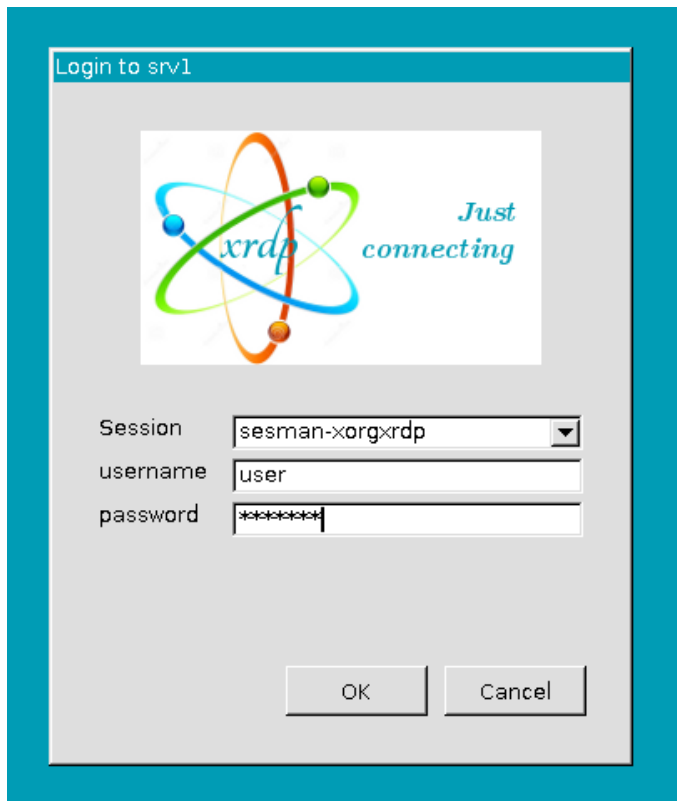 Login to srv1
xrdp
Just
connecting
Session
sesman-xorgxrdp
username
user
password
*******
OK
Cancel